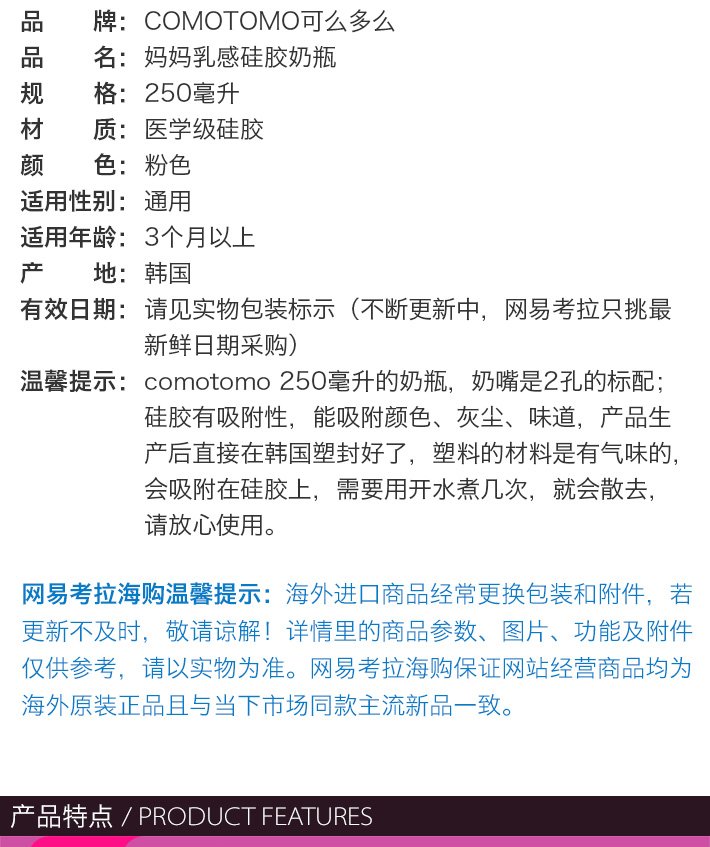 品 牌：COMOTOMO可么多么
品 名：妈妈乳感硅胶奶瓶
规 格：250毫升
材 质：医学级硅胶
颜 色：粉色
适用性别：通用
适用年龄：3个月以上
产 地：韩国
有效日期：请见实物包装标示（不断更新中，网易考拉只挑最
新鲜日期采购）
温馨提示：comotomo 250毫升的奶瓶，奶嘴是2孔的标配；
硅胶有吸附性，能吸附颜色、灰尘、味道，产品生
产后直接在韩国塑封好了，塑料的材料是有气味的，
会吸附在硅胶上，需要用开水煮几次，就会散去，
请放心使用。
网易考拉海购温馨提示：海外进口商品经常更换包装和附件，若
更新不及时，敬请谅解！详情里的商品参数、图片、功能及附件
仅供参考，请以实物为准。网易考拉海购保证网站经营商品均为
海外原装正品且与当下市场同款主流新品一致。
产品特点 / PRODUCT FEATURES